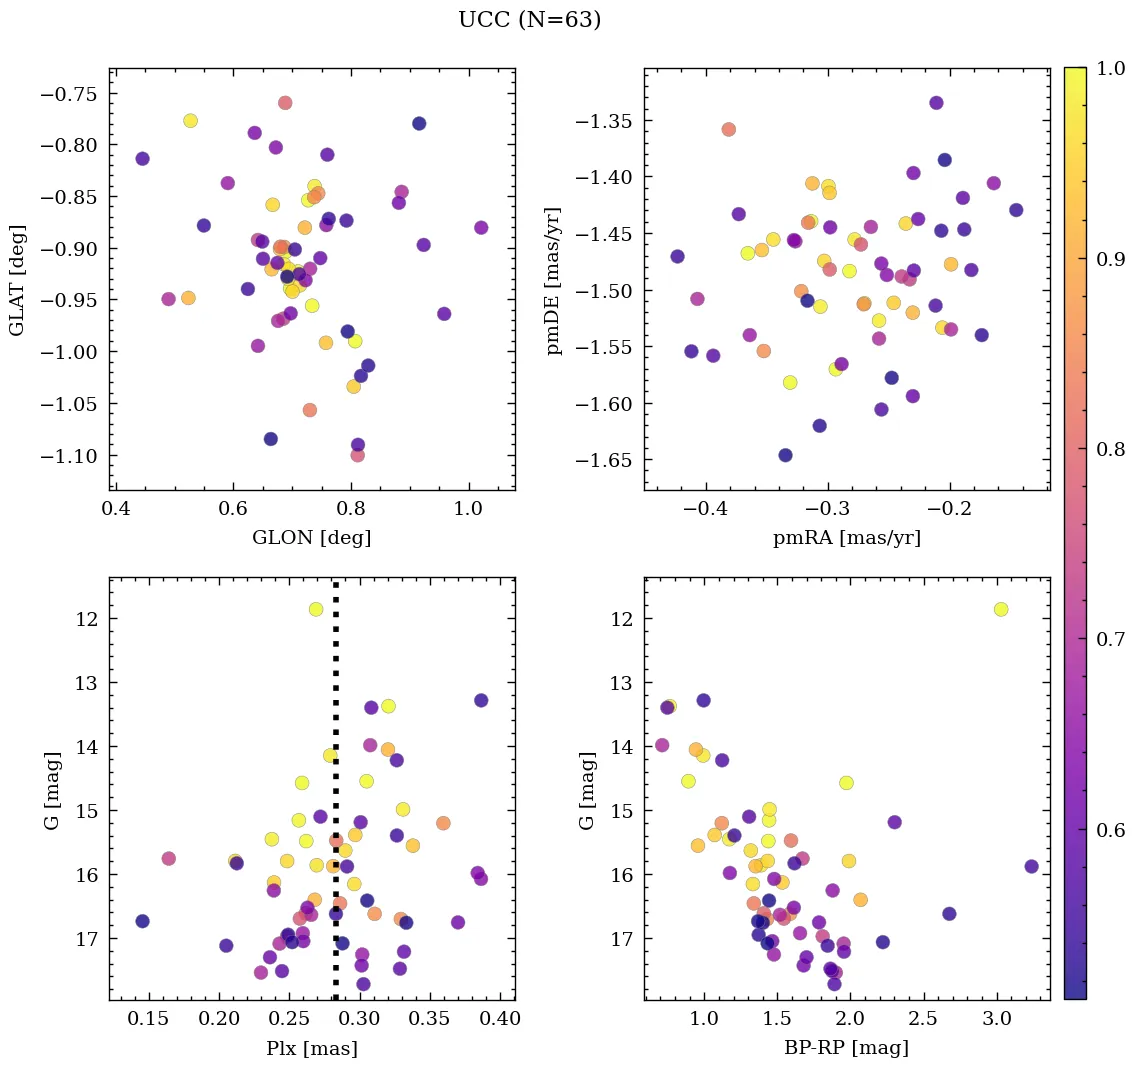 UCC (N=63)
−0.75
−0.80
−0.85
−0.90
−0.95
−1.00
−1.05
−1.10
GLAT [deg]
0.4 0.6 0.8 1.0
GLON [deg]
−1.35
−1.40
−1.45
−1.50
−1.55
−1.60
−1.65
pmDE [mas/yr]
−0.4 −0.3 −0.2
pmRA [mas/yr]
1.0
0.9
0.8
0.7
0.6
12
13
14
15
16
17
G [mag]
0.15 0.20 0.25 0.30 0.35 0.40
Plx [mas]
12
13
14
15
16
17
G [mag]
1.0 1.5 2.0 2.5 3.0
BP-RP [mag]